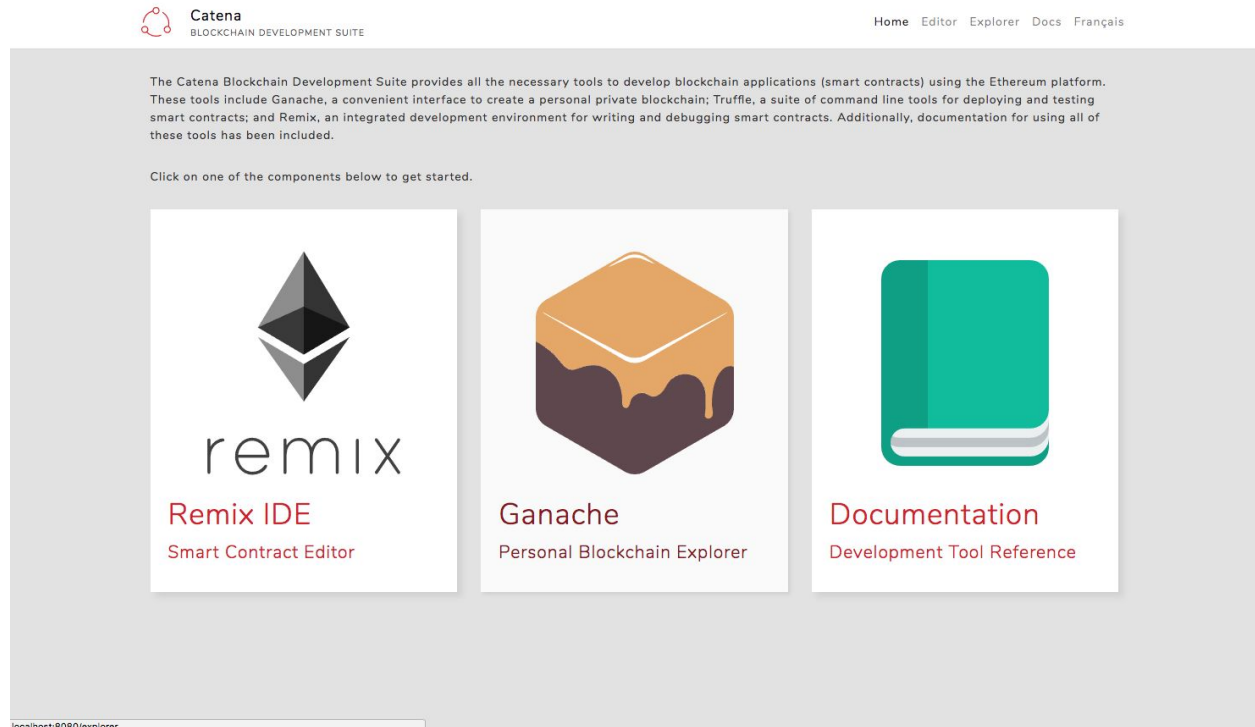 Catena
BLOCKCHAIN DEVELOPMENT SUITE
Home Editor Explorer Docs Français
The Catena Blockchain Development Suite provides all the necessary tools to develop blockchain applications (smart contracts) using the Ethereum platform.
These tools include Ganache, a convenient interface to create a personal private blockchain; Truffle, a suite of command line tools for deploying and testing
smart contracts; and Remix, an integrated development environment for writing and debugging smart contracts. Additionally, documentation for using all of
these tools has been included.
Click on one of the components below to get started.
remix
Remix IDE
Smart Contract Editor
Ganache
Personal Blockchain Explorer
Documentation
Development Tool Reference
localhost:8080/explorer